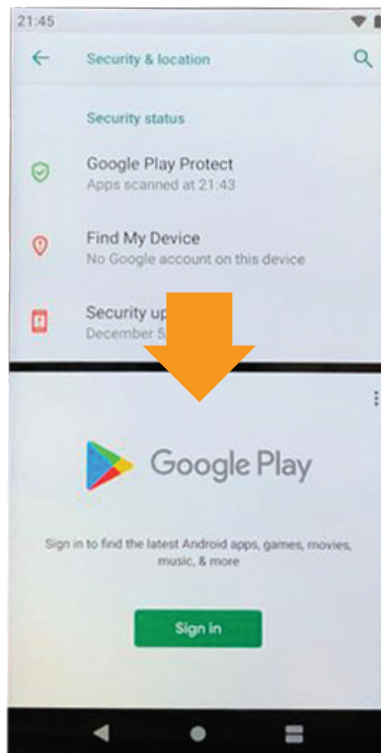 21:45
Security & location
Security status
Google Play Protect
Apps scanned at 21:43
Find My Device
No Google account on this device
Security up
December 5
Google Play
Sign in to find the latest Android apps, games, movies,
music, & more
Sign in